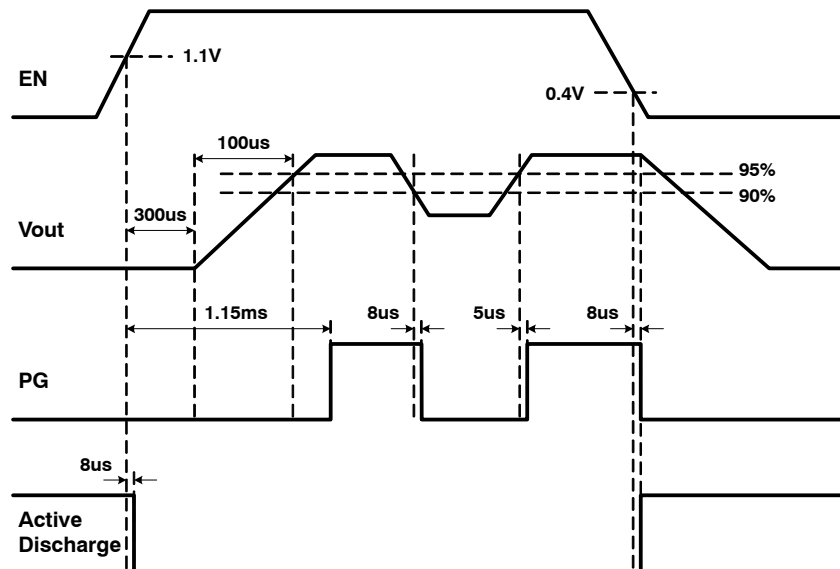 1.1V
EN
0.4V
100us
95%
90%
300us
Vout
1.15ms
8us
5us
8us
PG
8us
Active
Discharge